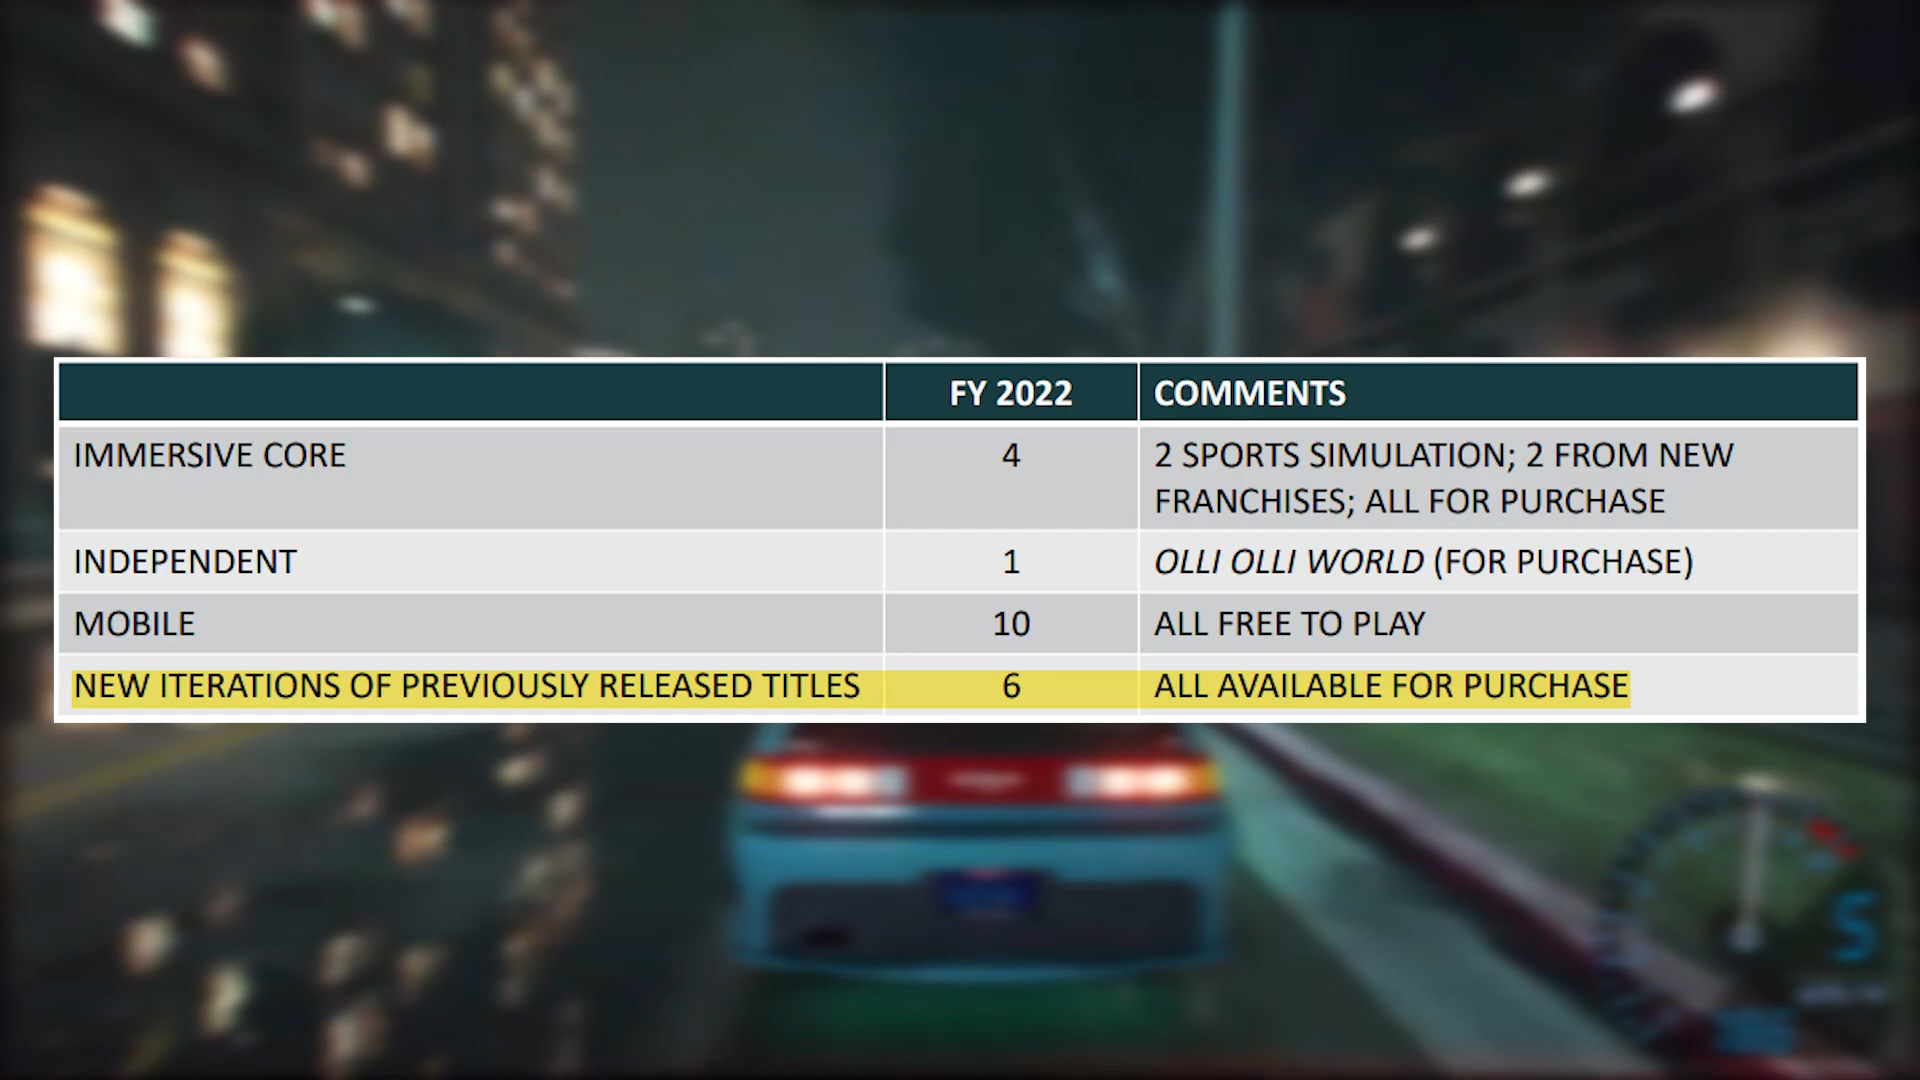 FY 2022 COMMENTS
IMMERSIVE CORE 4 2 SPORTS SIMULATION; 2 FROM NEW
FRANCHISES; ALL FOR PURCHASE
INDEPENDENT 1 OLLI OLLI WORLD (FOR PURCHASE)
MOBILE 10 ALL FREE TO PLAY
NEW ITERATIONS OF PREVIOUSLY RELEASED TITLES 6 ALL AVAILABLE FOR PURCHASE